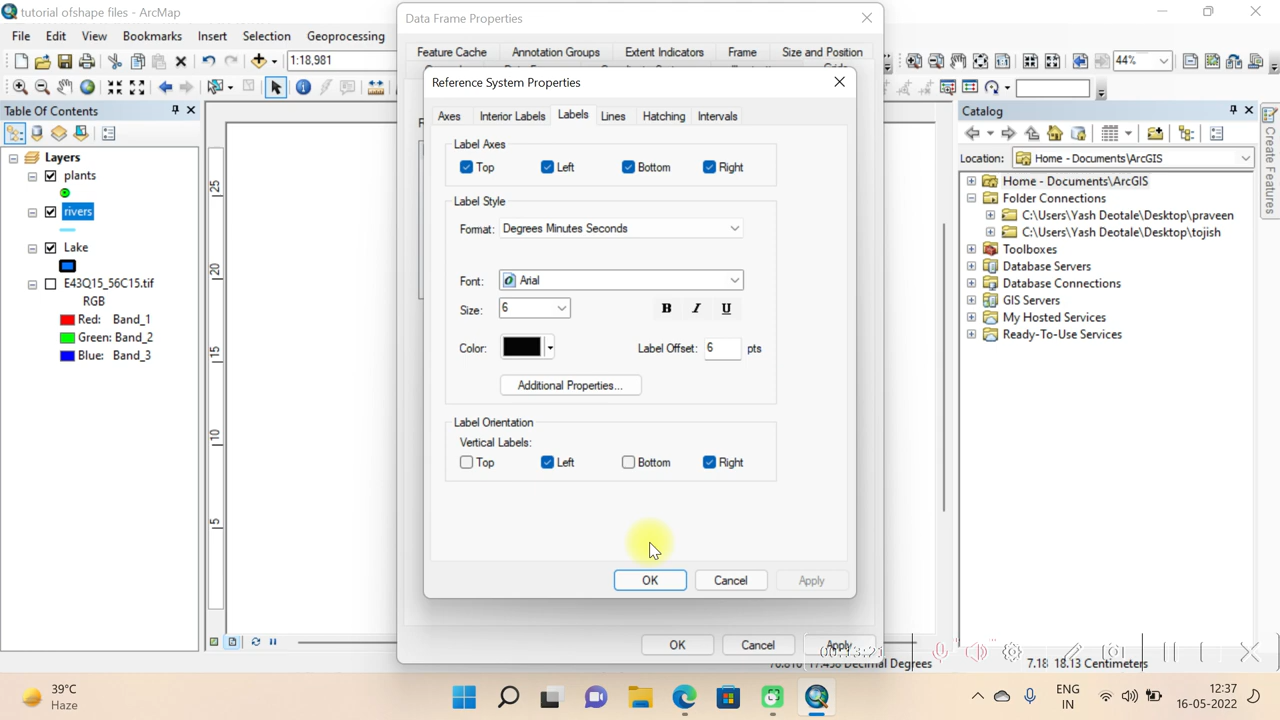 tutorial ofshape files - ArcMap
File Edit View Bookmarks Insert Selection Geoprocessing
1:18,981
44%
Table Of Contents
Layers
plants
rivers
Lake
E43Q15_56C15.tif
RGB
Red: Band_1
Green: Band_2
Blue: Band_3
25
20
15
10
5
Data Frame Properties
Feature Cache Annotation Groups Extent Indicators Frame Size and Position
Reference System Properties
Axes Interior Labels Labels Lines Hatching Intervals
Label Axes
Top Left Bottom Right
Label Style
Format: Degrees Minutes Seconds
Font: Arial
Size: 6 B I U
Color: Label Offset: 6 pts
Additional Properties...
Label Orientation
Vertical Labels:
Top Left Bottom Right
OK Cancel Apply
OK Cancel Apply
00:13:21
Catalog
Location: Home - Documents\ArcGIS
Home - Documents\ArcGIS
Folder Connections
C:\Users\Yash Deotale\Desktop\praveen
C:\Users\Yash Deotale\Desktop\tojish
Toolboxes
Database Servers
Database Connections
GIS Servers
My Hosted Services
Ready-To-Use Services
Create Features
Decimal Degrees 7.18 18.13 Centimeters
39°C
Haze
ENG
IN
12:37
16-05-2022